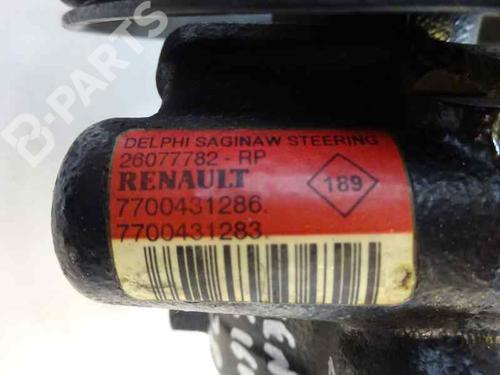 DELPHI SAGINAW STEERING
26077782 - RP
RENAULT
189
7700431286.
7700431283.
B-PARTS